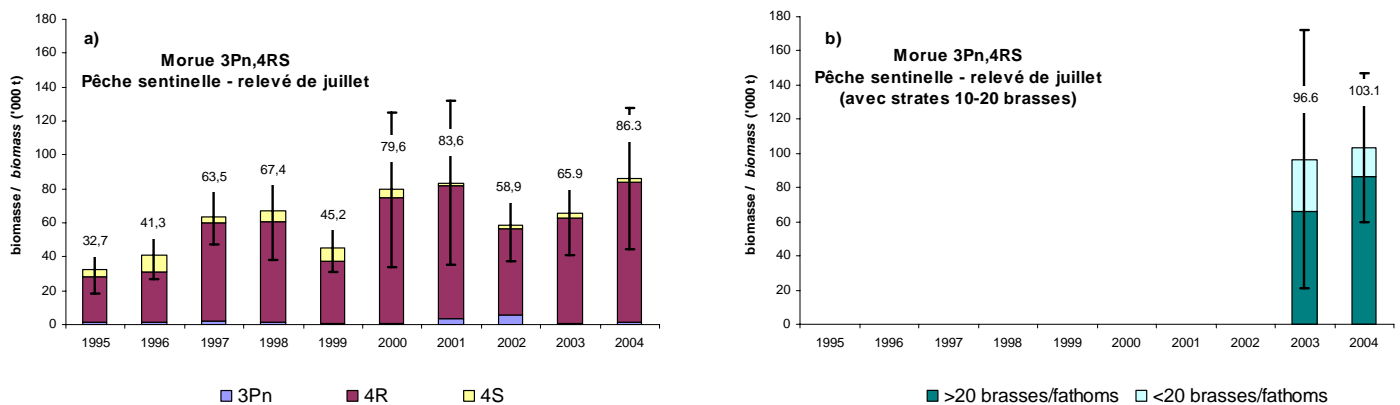 a)
Morue 3Pn,4RS
Pêche sentinelle - relevé de juillet
biomasse / biomass ('000 t)
180
160
140
120
100
80
60
40
20
0
32,7
41,3
63,5
67,4
45,2
79,6
83,6
58,9
65.9
86.3
1995 1996 1997 1998 1999 2000 2001 2002 2003 2004
3Pn 4R 4S
b)
Morue 3Pn,4RS
Pêche sentinelle - relevé de juillet
(avec strates 10-20 brasses)
biomasse / biomass ('000 t)
180
160
140
120
100
80
60
40
20
0
96.6
103.1
1995 1996 1997 1998 1999 2000 2001 2002 2003 2004
>20 brasses/fathoms <20 brasses/fathoms